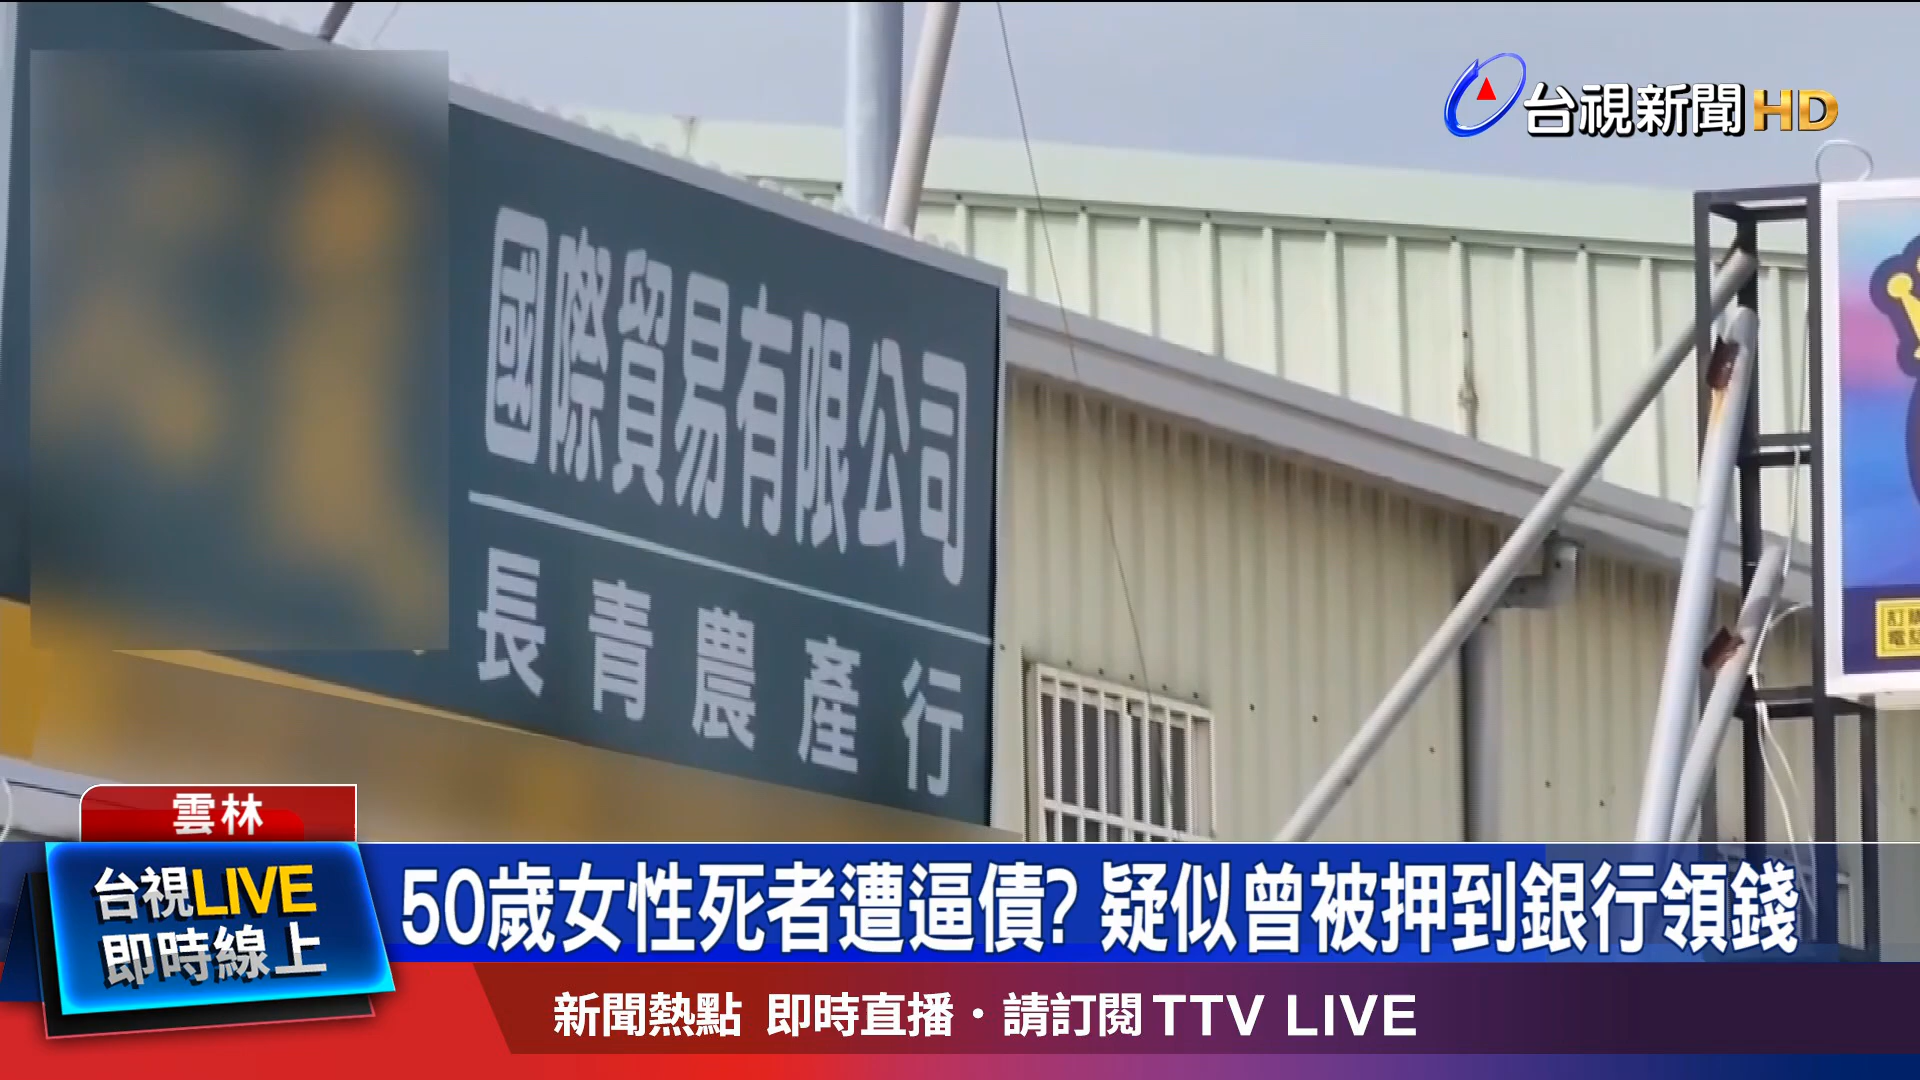 台視新聞HD
國際貿易有限公司
長青農產行
雲林
台視LIVE
即時線上
50歲女性死者遭逼債? 疑似曾被押到銀行領錢
新聞熱點 即時直播・請訂閱TTV LIVE